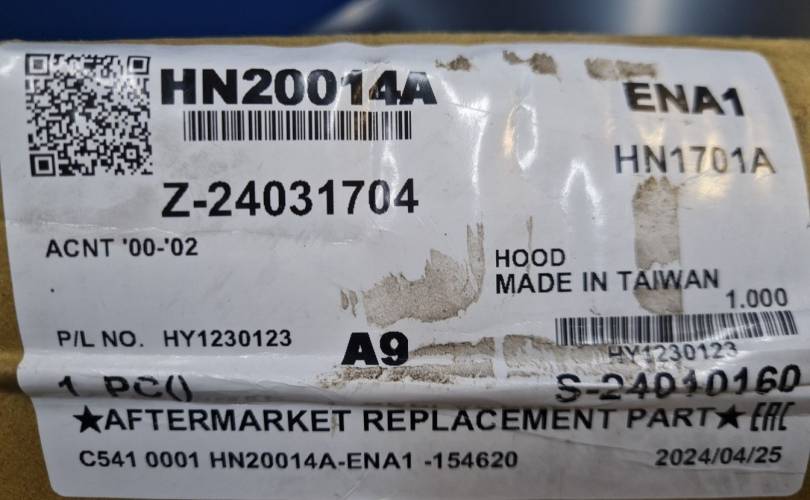 HN20014A
ENA1
HN1701A
Z-24031704
ACNT '00-'02
HOOD
MADE IN TAIWAN
1.000
P/L NO. HY1230123
A9
HY1230123
1 PC()
S-24010160
★AFTERMARKET REPLACEMENT PART★ EAC
C541 0001 HN20014A-ENA1 -154620
2024/04/25